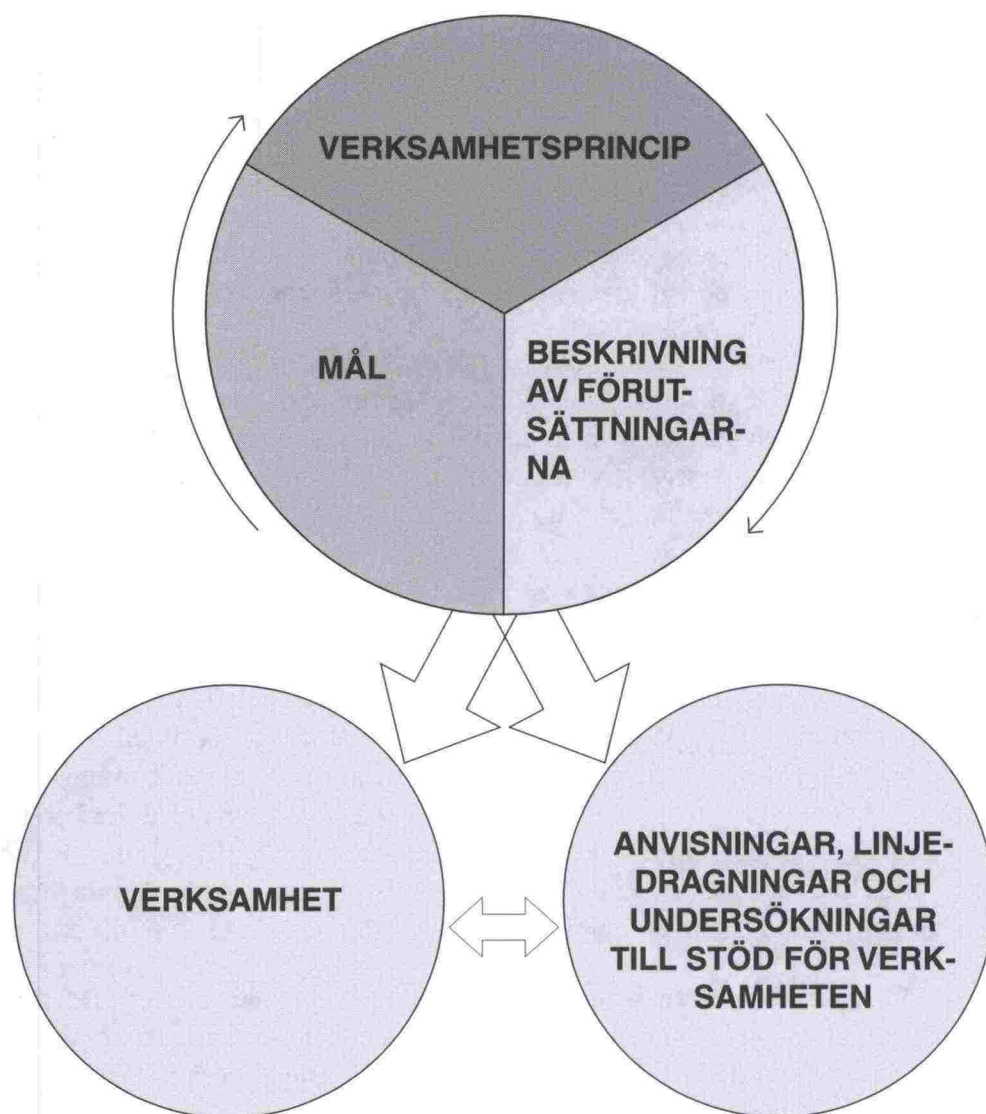 VERKSAMHETSPRINCIP
MÅL
BESKRIVNING
AV FÖRUT-
SÄTTNINGAR-
NA
VERKSAMHET
ANVISNINGAR, LINJE-
DRAGNINGAR OCH
UNDERSÖKNINGAR
TILL STÖD FÖR VERK-
SAMHETEN